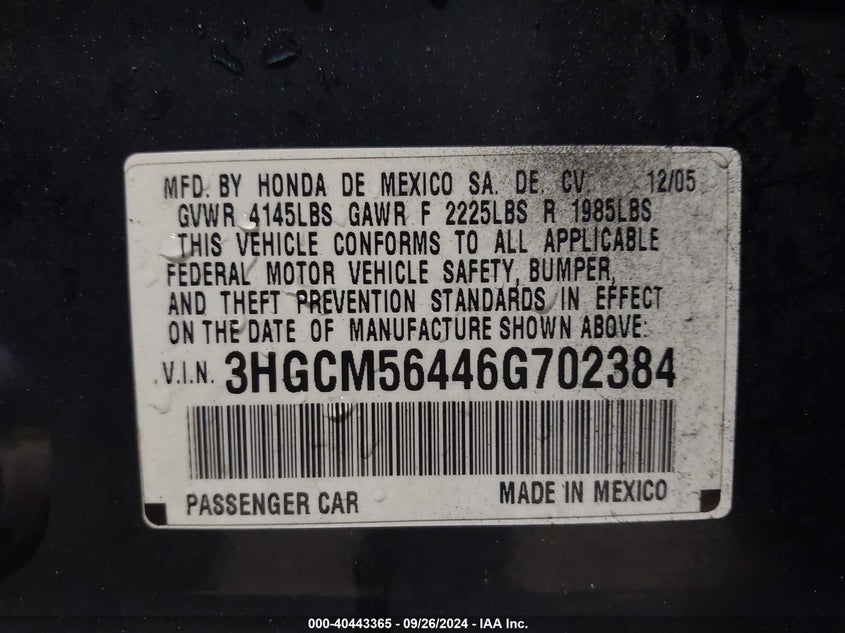 MFD. BY HONDA DE MEXICO SA. DE. CV. 12/05
GVWR 4145LBS GAWR F 2225LBS R 1985LBS
THIS VEHICLE CONFORMS TO ALL APPLICABLE
FEDERAL MOTOR VEHICLE SAFETY, BUMPER,
AND THEFT PREVENTION STANDARDS IN EFFECT
ON THE DATE OF MANUFACTURE SHOWN ABOVE:
V.I.N. 3HGCM56446G702384
PASSENGER CAR MADE IN MEXICO
000-40443365 - 09/26/2024 - IAA Inc.